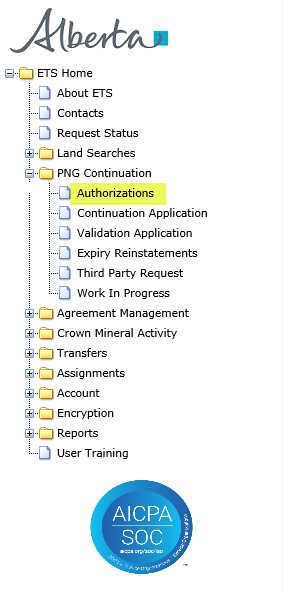 Alberta
ETS Home
About ETS
Contacts
Request Status
Land Searches
PNG Continuation
Authorizations
Continuation Application
Validation Application
Expiry Reinstatements
Third Party Request
Work In Progress
Agreement Management
Crown Mineral Activity
Transfers
Assignments
Account
Encryption
Reports
User Training
AICPA
SOC
aicpa.org/soc4so
TM